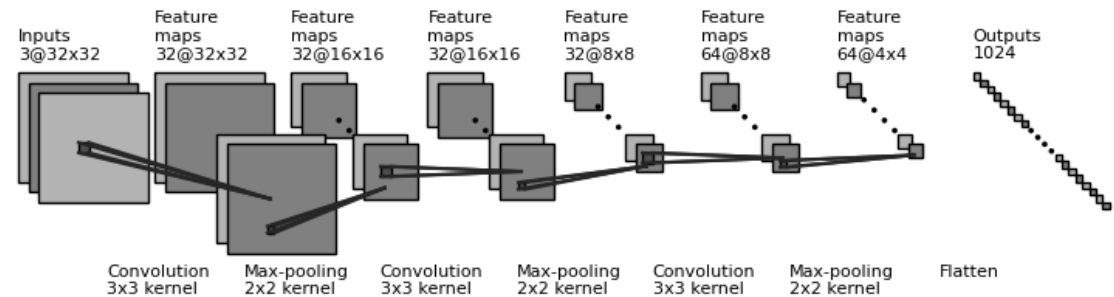 Inputs
3@32x32
Feature
maps
32@32x32
Feature
maps
32@16x16
Feature
maps
32@16x16
Feature
maps
32@8x8
Feature
maps
64@8x8
Feature
maps
64@4x4
Outputs
1024
Convolution
3x3 kernel
Max-pooling
2x2 kernel
Convolution
3x3 kernel
Max-pooling
2x2 kernel
Convolution
3x3 kernel
Max-pooling
2x2 kernel
Flatten